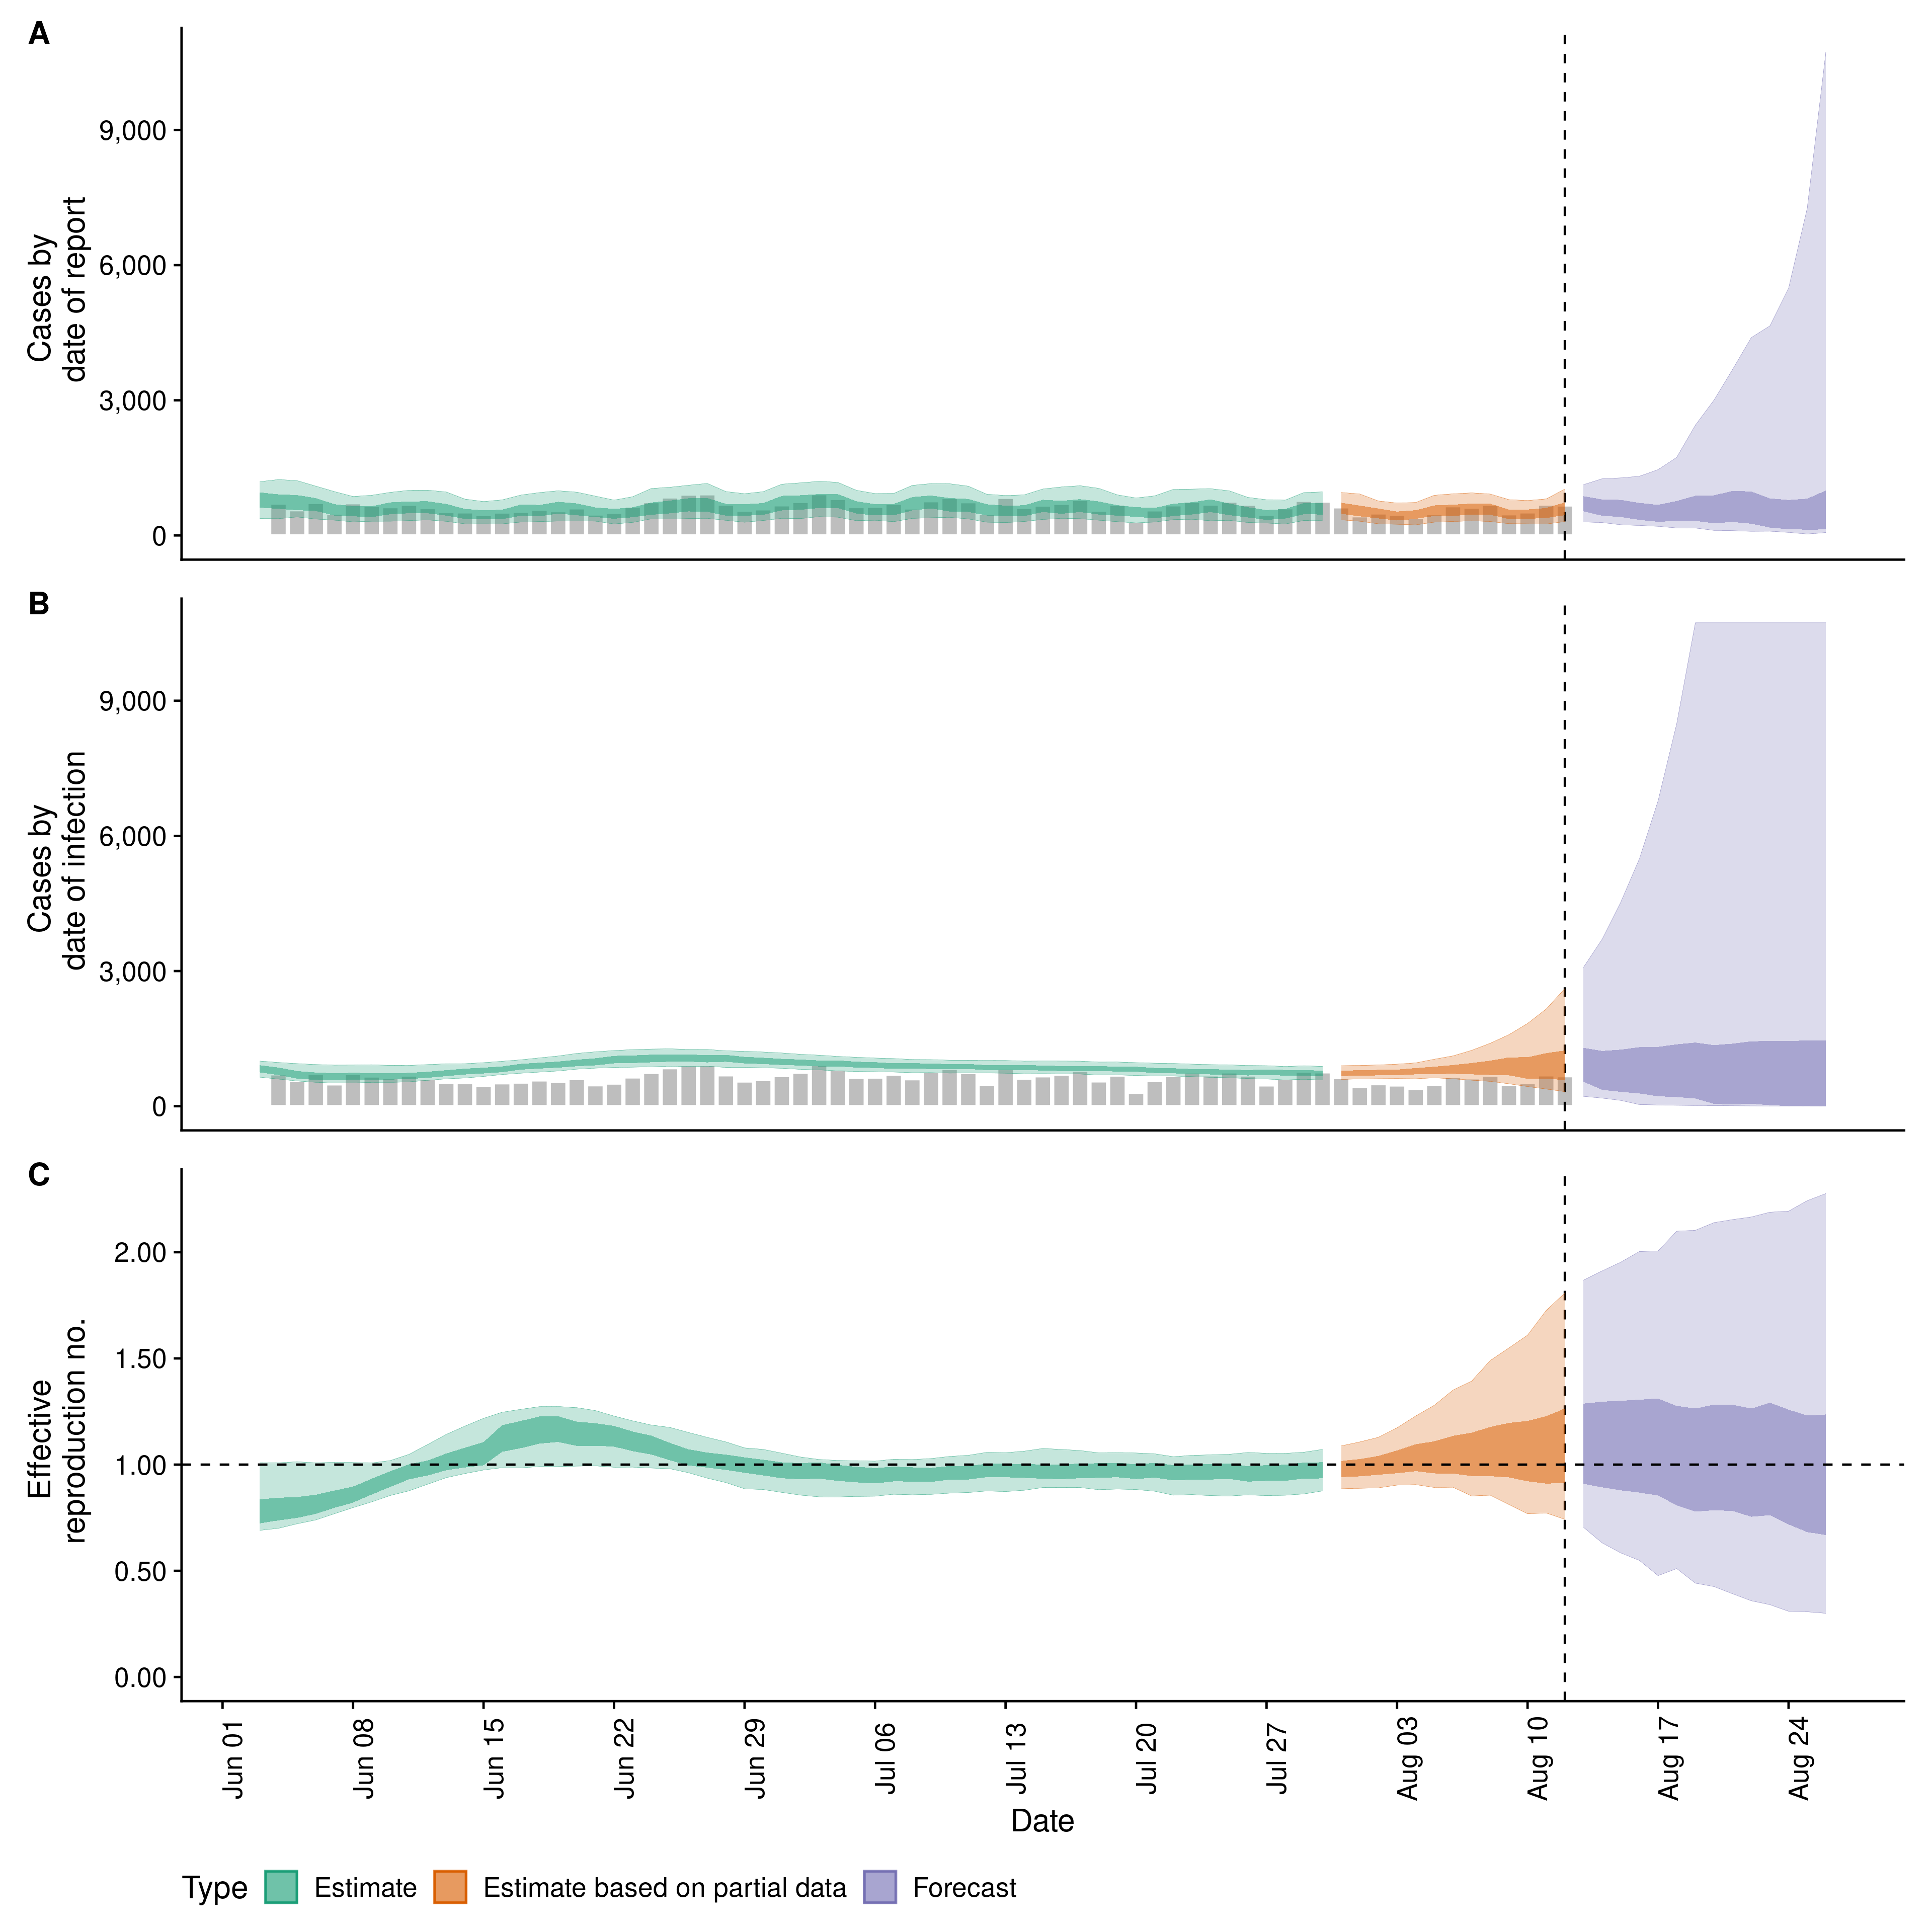 A
Cases by
date of report
9,000
6,000
3,000
0
B
Cases by
date of infection
9,000
6,000
3,000
0
C
Effective
reproduction no.
2.00
1.50
1.00
0.50
0.00
Jun 01
Jun 08
Jun 15
Jun 22
Jun 29
Jul 06
Jul 13
Jul 20
Jul 27
Aug 03
Aug 10
Aug 17
Aug 24
Date
Type
Estimate
Estimate based on partial data
Forecast